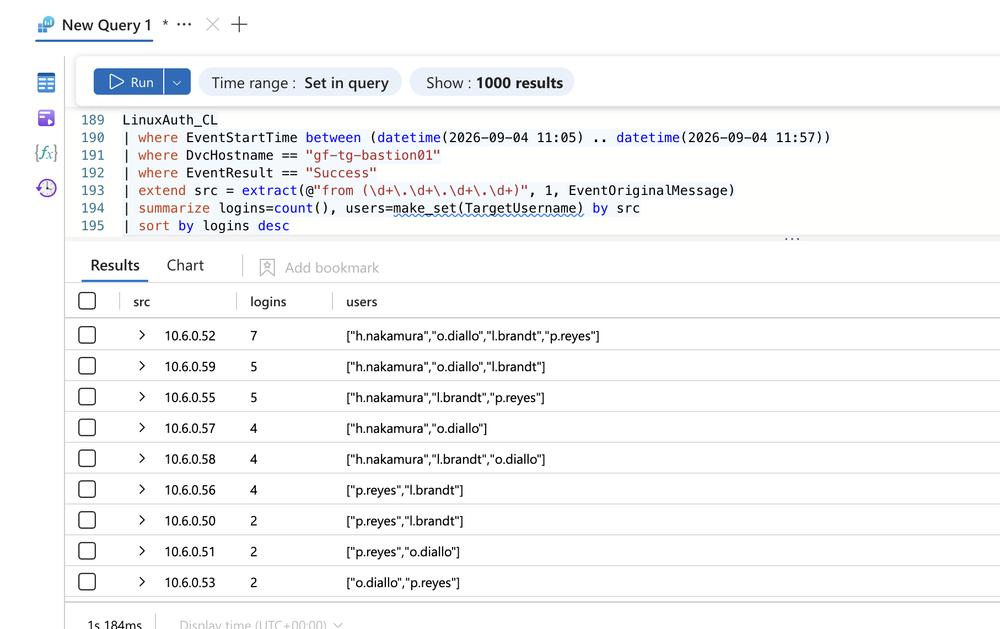 New Query 1 * ...
Run
Time range : Set in query
Show : 1000 results
189 LinuxAuth_CL
190 | where EventStartTime between (datetime(2026-09-04 11:05) .. datetime(2026-09-04 11:57))
191 | where DvcHostname == "gf-tg-bastion01"
192 | where EventResult == "Success"
193 | extend src = extract(@"from (\d+\.\d+\.\d+\.\d+)", 1, EventOriginalMessage)
194 | summarize logins=count(), users=make_set(TargetUsername) by src
195 | sort by logins desc
Results Chart Add bookmark
src logins users
10.6.0.52 7 ["h.nakamura","o.diallo","l.brandt","p.reyes"]
10.6.0.59 5 ["h.nakamura","o.diallo","l.brandt"]
10.6.0.55 5 ["h.nakamura","l.brandt","p.reyes"]
10.6.0.57 4 ["h.nakamura","o.diallo"]
10.6.0.58 4 ["h.nakamura","l.brandt","o.diallo"]
10.6.0.56 4 ["p.reyes","l.brandt"]
10.6.0.50 2 ["p.reyes","l.brandt"]
10.6.0.51 2 ["p.reyes","o.diallo"]
10.6.0.53 2 ["o.diallo","p.reyes"]
1s 184ms Display time (UTC+00:00)